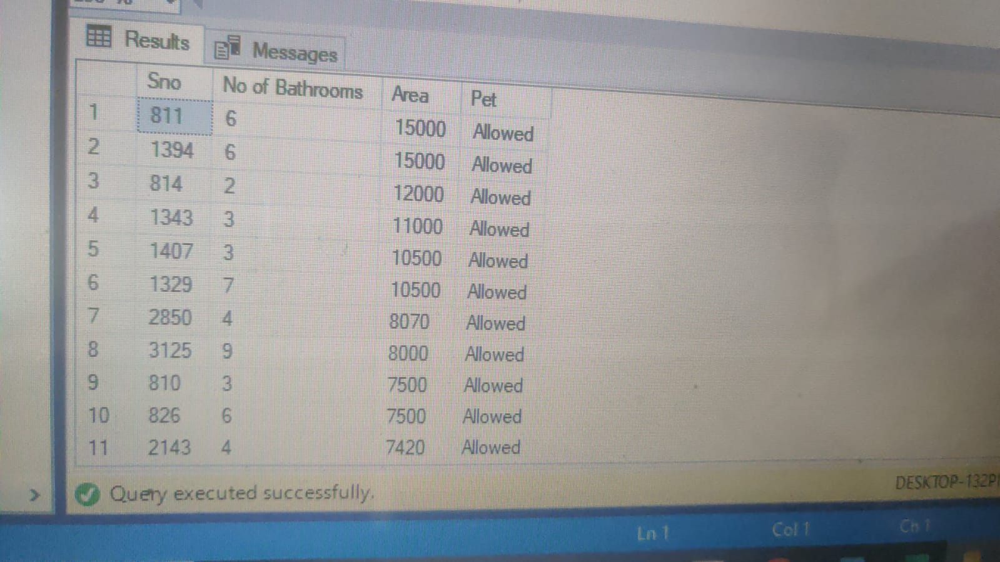 Results Messages
Sno No of Bathrooms Area Pet
1 811 6 15000 Allowed
2 1394 6 15000 Allowed
3 814 2 12000 Allowed
4 1343 3 11000 Allowed
5 1407 3 10500 Allowed
6 1329 7 10500 Allowed
7 2850 4 8070 Allowed
8 3125 9 8000 Allowed
9 810 3 7500 Allowed
10 826 6 7500 Allowed
11 2143 4 7420 Allowed
Query executed successfully.
Ln 1 Col 1 Ch 1